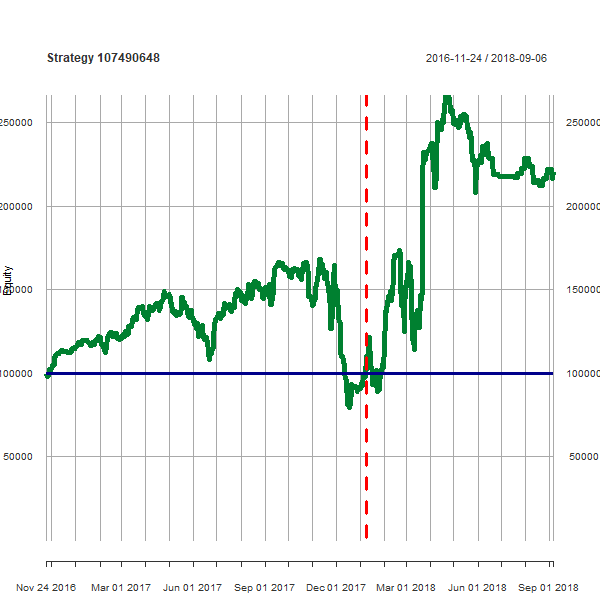 Strategy 107490648 2016-11-24 / 2018-09-06
250000 250000
200000 200000
Equity
150000 150000
100000 100000
50000 50000
Nov 24 2016 Mar 01 2017 Jun 01 2017 Sep 01 2017 Dec 01 2017 Mar 01 2018 Jun 01 2018 Sep 01 2018